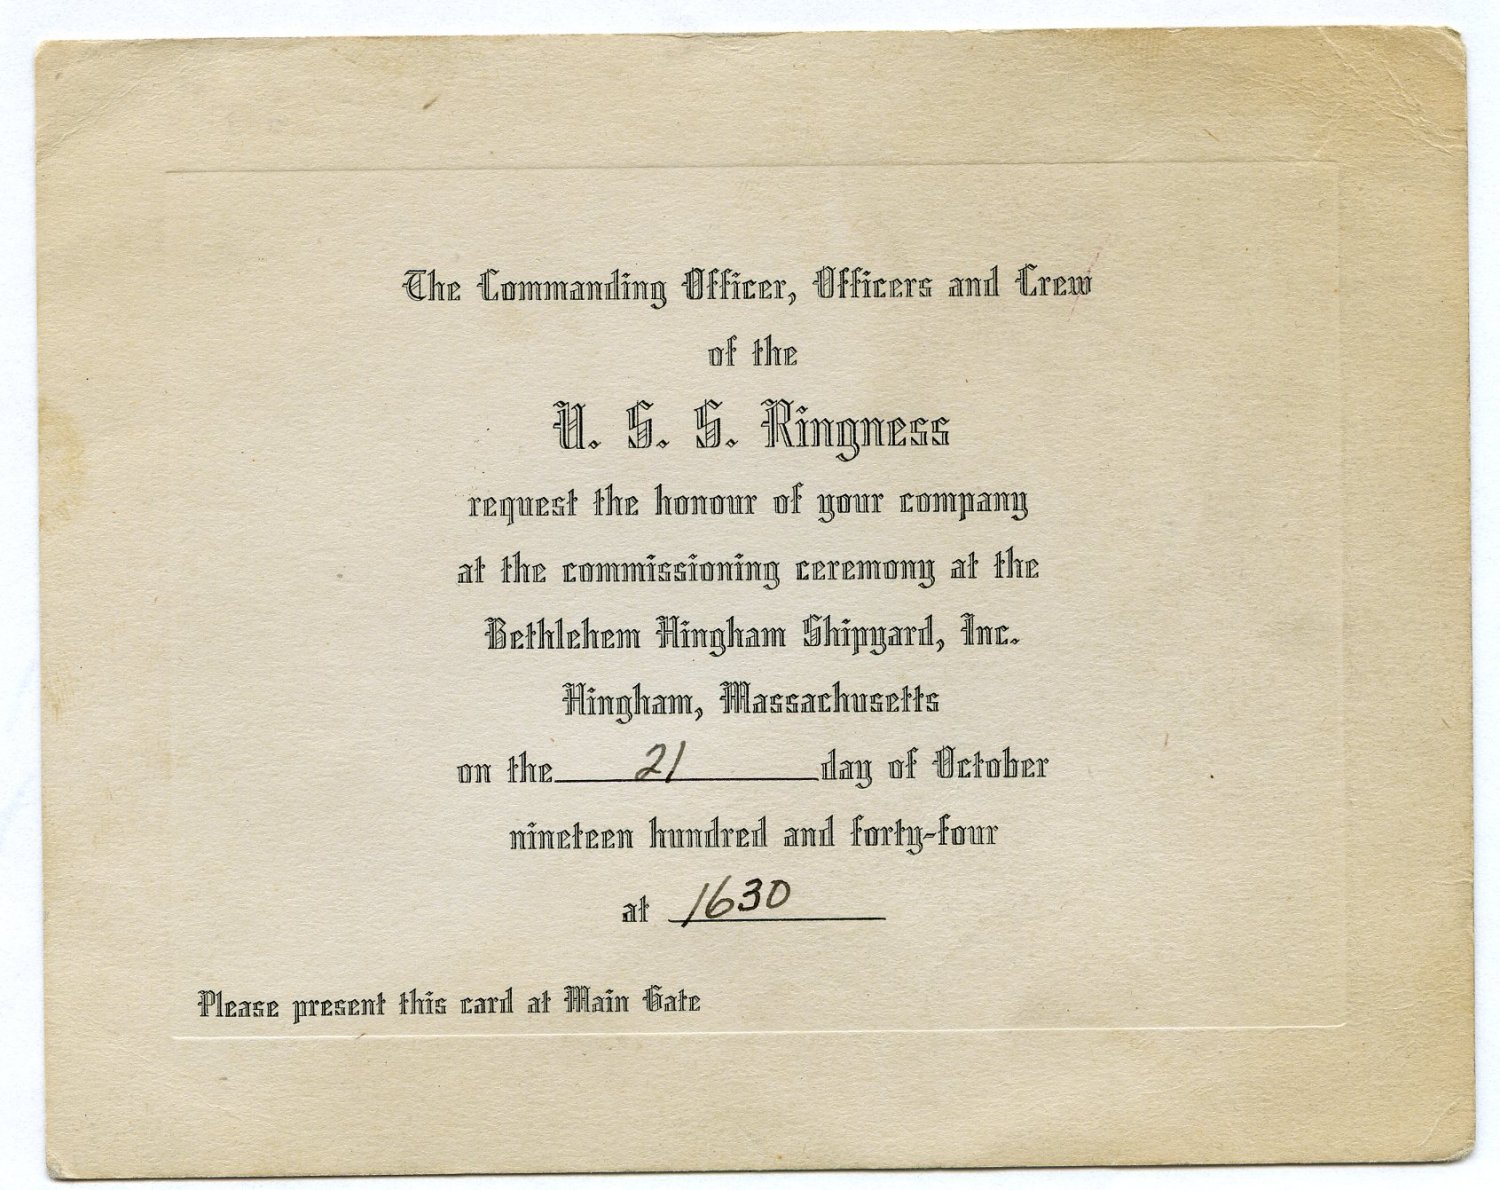 The Commanding Officer, Officers and Crew
of the
U. S. S. Ringness
request the honour of your company
at the commissioning ceremony at the
Bethlehem Hingham Shipyard, Inc.
Hingham, Massachusetts
on the 21 day of October
nineteen hundred and forty-four
at 1630
Please present this card at Main Gate